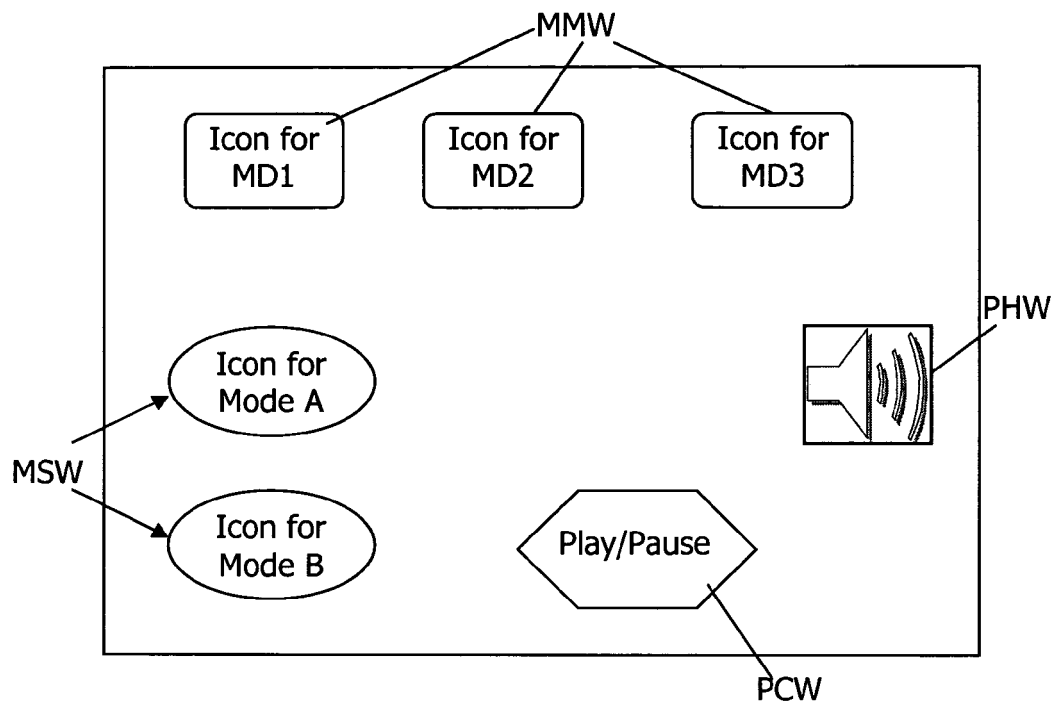 MMW
Icon for
MD1
Icon for
MD2
Icon for
MD3
PHW
Icon for
Mode A
MSW
Icon for
Mode B
Play/Pause
PCW